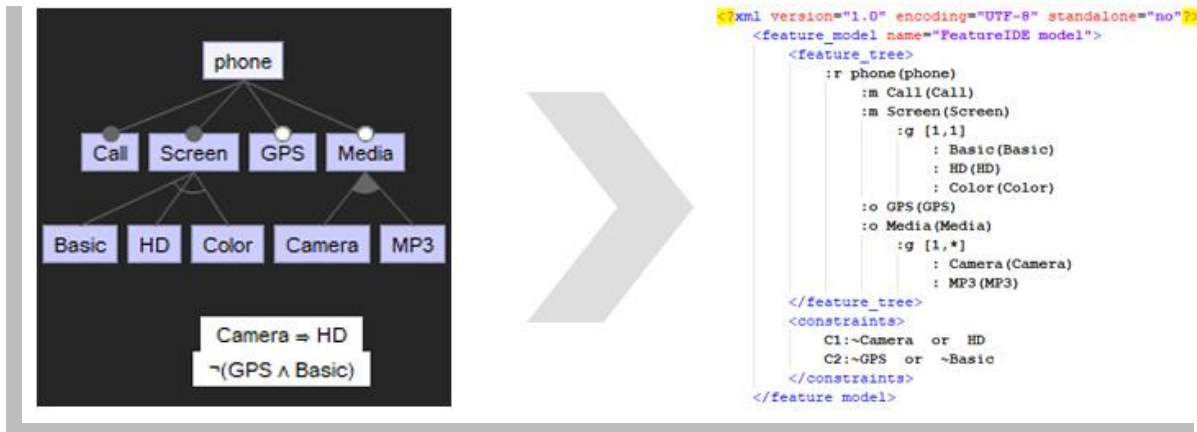 phone
Call Screen GPS Media
Basic HD Color Camera MP3
Camera ⇒ HD
¬(GPS ∧ Basic)
<?xml version="1.0" encoding="UTF-8" standalone="no"?>
<feature_model name="FeatureIDE model">
<feature_tree>
:r phone(phone)
:m Call(Call)
:m Screen(Screen)
:g [1,1]
: Basic(Basic)
: HD(HD)
: Color(Color)
:o GPS(GPS)
:o Media(Media)
:g [1,*]
: Camera(Camera)
: MP3(MP3)
</feature_tree>
<constraints>
C1:~Camera or HD
C2:~GPS or ~Basic
</constraints>
</feature model>